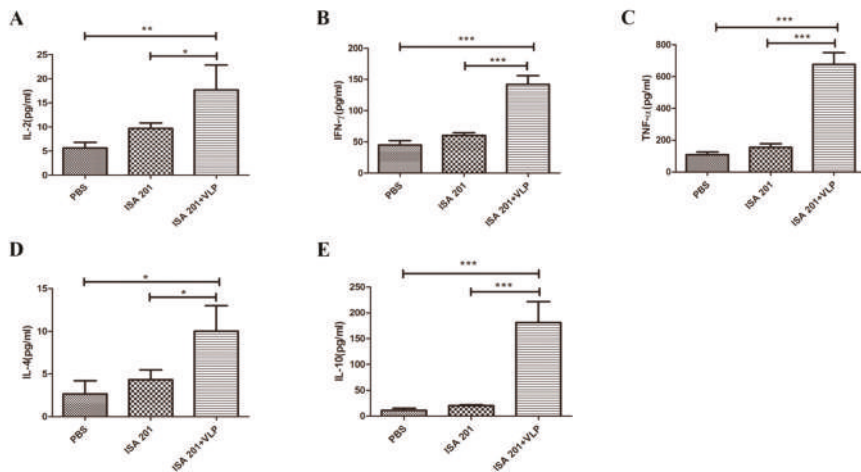 A
**
*
25
20
15
10
5
0
IL-2(pg/ml)
PBS
ISA 201
ISA 201+VLP
B
***
***
200
150
100
50
0
IFN-γ(pg/ml)
PBS
ISA 201
ISA 201+VLP
C
***
***
800
600
400
200
0
TNF-α(pg/ml)
PBS
ISA 201
ISA 201+VLP
D
*
*
15
10
5
0
IL-4(pg/ml)
PBS
ISA 201
ISA 201+VLP
E
***
***
250
200
150
100
50
0
IL-10(pg/ml)
PBS
ISA 201
ISA 201+VLP